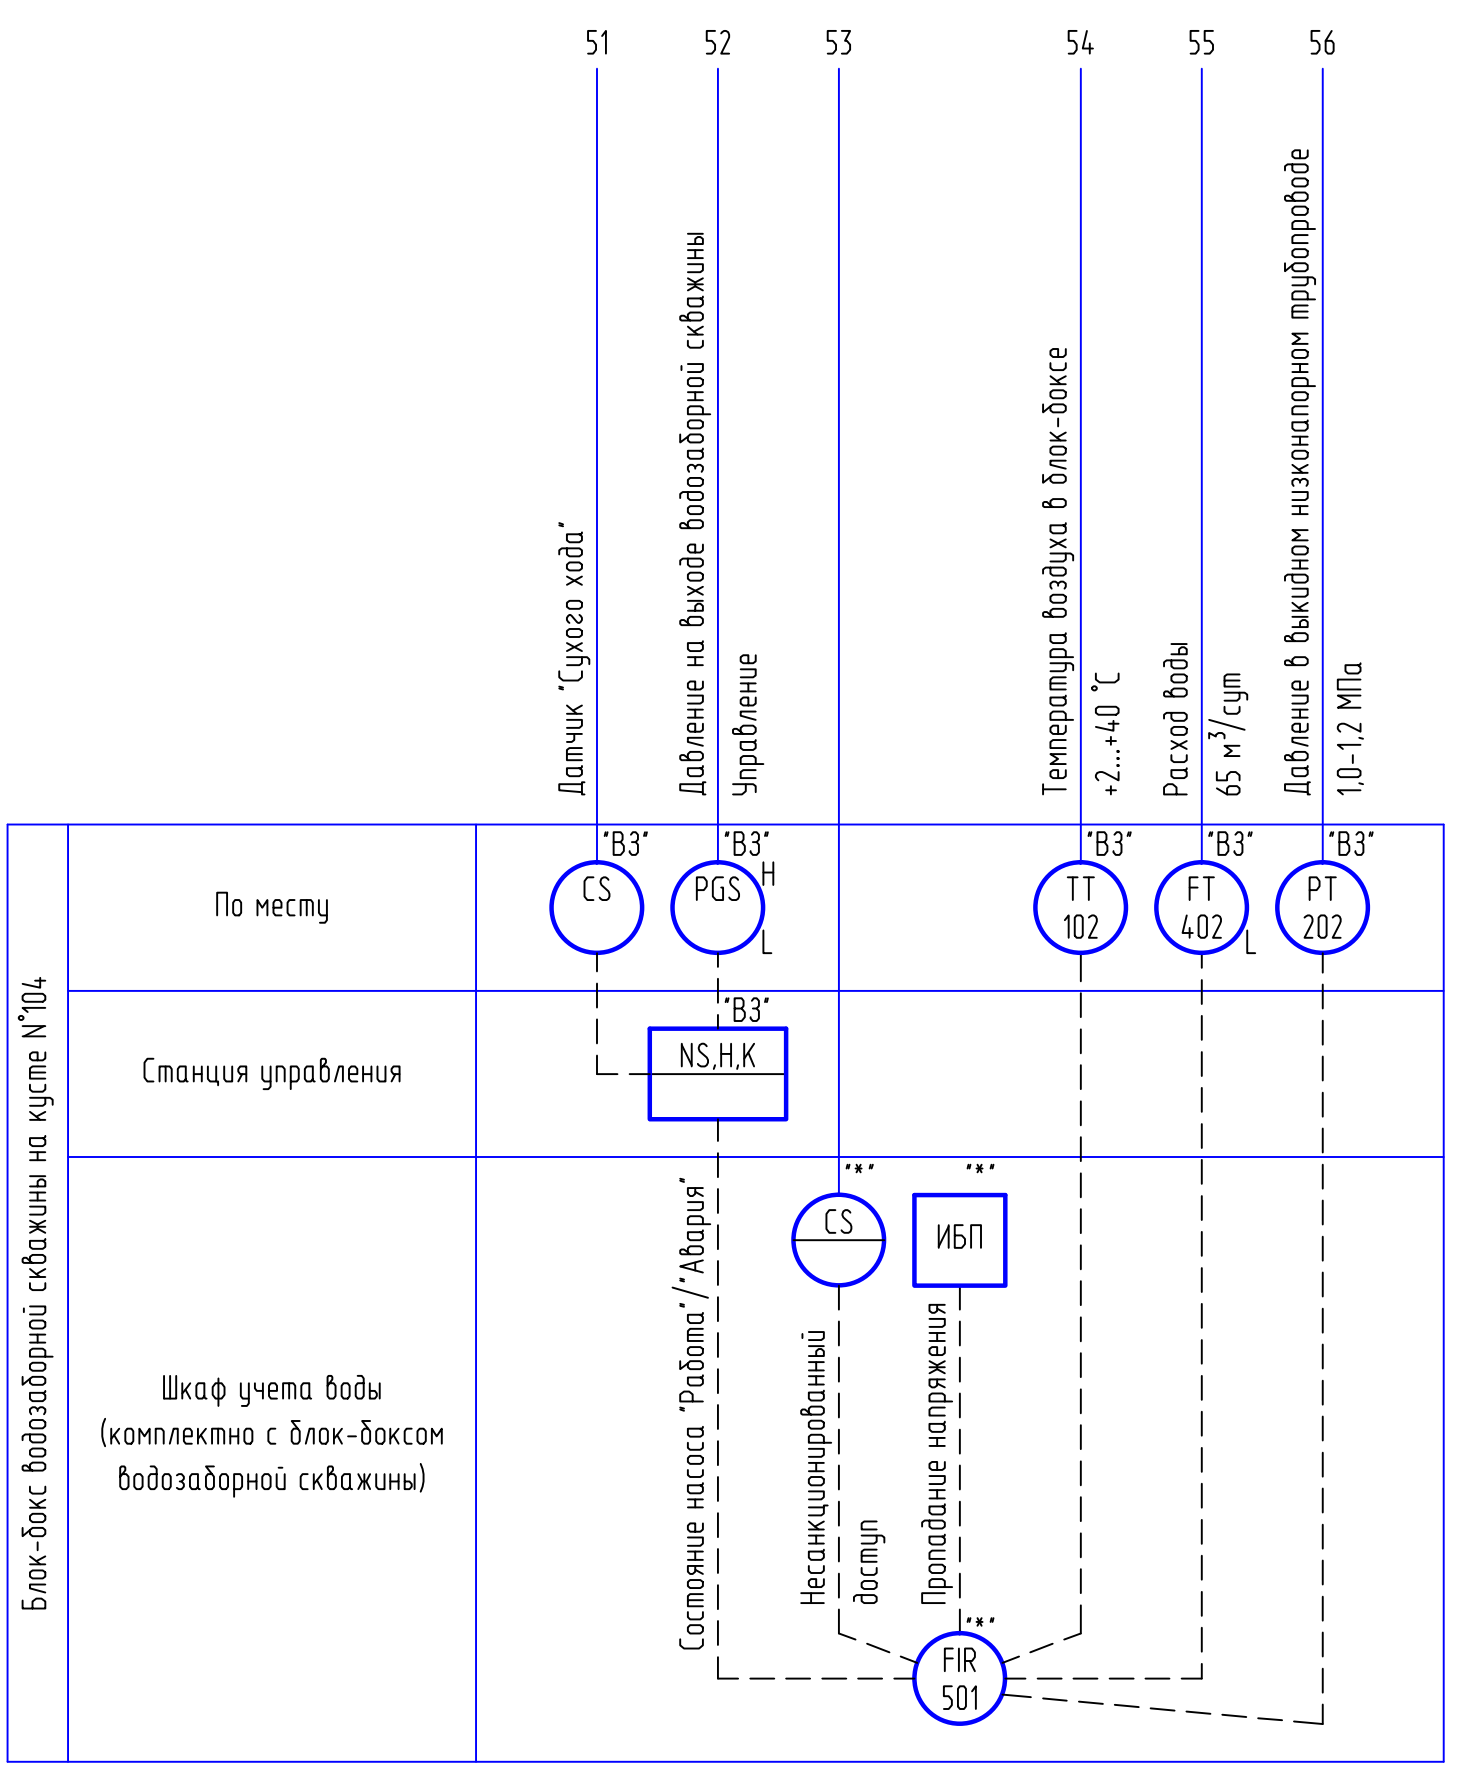 51
52
53
54
55
56
Датчик "Сухого хода"
Давление на выходе водозаборной скважины
Управление
Температура воздуха в блок-боксе
+2...+40 °С
Расход воды
65 м³/сут
Давление в выкидном низконапорном трубопроводе
1,0-1,2 МПа
Блок-бокс водозаборной скважины на кусте N°104
По месту
"ВЗ"
CS
"ВЗ"
PGS
H
L
"ВЗ"
TT
102
"ВЗ"
FT
402
L
"ВЗ"
PT
202
Станция управления
"ВЗ"
NS,H,K
Шкаф учета воды
(комплектно с блок-боксом
водозаборной скважины)
Состояние насоса "Работа"/"Авария"
"*"
CS
"*"
ИБП
Несанкционированный
доступ
Пропадание напряжения
"*"
FIR
501